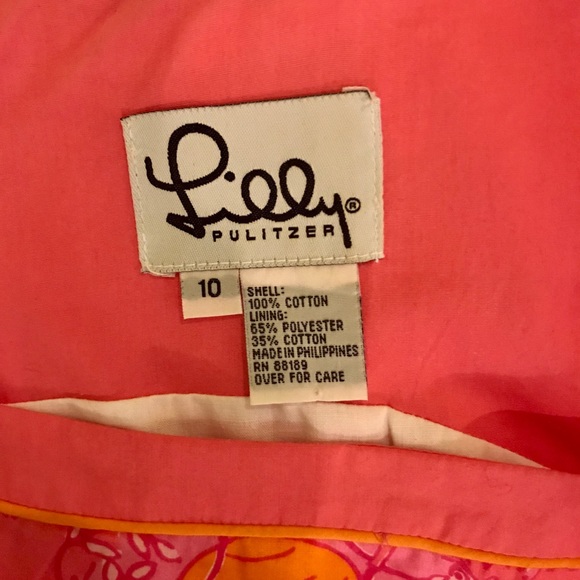 Lilly®
PULITZER
10
SHELL:
100% COTTON
LINING:
65% POLYESTER
35% COTTON
MADE IN PHILIPPINES
RN 88189
OVER FOR CARE